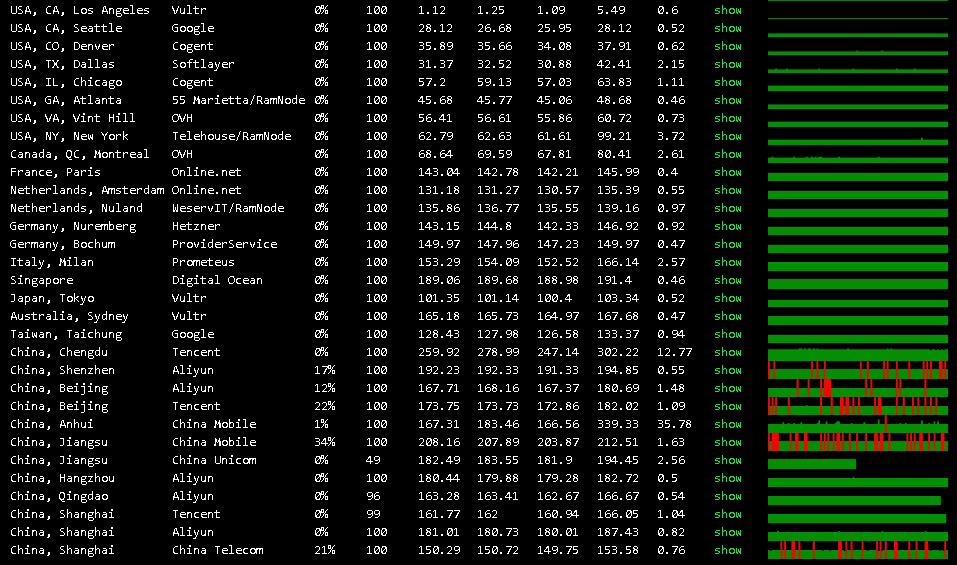 USA, CA, Los Angeles Vultr 0% 100 1.12 1.25 1.09 5.49 0.6 show
USA, CA, Seattle Google 0% 100 28.12 26.68 25.95 28.12 0.52 show
USA, CO, Denver Cogent 0% 100 35.89 35.66 34.08 37.91 0.62 show
USA, TX, Dallas Softlayer 0% 100 31.37 32.52 30.88 42.41 2.15 show
USA, IL, Chicago Cogent 0% 100 57.2 59.13 57.03 63.83 1.11 show
USA, GA, Atlanta 55 Marietta/RamNode 0% 100 45.68 45.77 45.06 48.68 0.46 show
USA, VA, Vint Hill OVH 0% 100 56.41 56.61 55.86 60.72 0.73 show
USA, NY, New York Telehouse/RamNode 0% 100 62.79 62.63 61.61 99.21 3.72 show
Canada, QC, Montreal OVH 0% 100 68.64 69.59 67.81 80.41 2.61 show
France, Paris Online.net 0% 100 143.04 142.78 142.21 145.99 0.4 show
Netherlands, Amsterdam Online.net 0% 100 131.18 131.27 130.57 135.39 0.55 show
Netherlands, Nuland WeservIT/RamNode 0% 100 135.86 136.77 135.55 139.16 0.97 show
Germany, Nuremberg Hetzner 0% 100 143.15 144.8 142.33 146.92 0.92 show
Germany, Bochum ProviderService 0% 100 149.97 147.96 147.23 149.97 0.47 show
Italy, Milan Prometeus 0% 100 153.29 154.09 152.52 166.14 2.57 show
Singapore Digital Ocean 0% 100 189.06 189.68 188.98 191.4 0.46 show
Japan, Tokyo Vultr 0% 100 101.35 101.14 100.4 103.34 0.52 show
Australia, Sydney Vultr 0% 100 165.18 165.73 164.97 167.68 0.47 show
Taiwan, Taichung Google 0% 100 128.43 127.98 126.58 133.37 0.94 show
China, Chengdu Tencent 0% 100 259.92 278.99 247.14 302.22 12.77 show
China, Shenzhen Aliyun 17% 100 192.23 192.33 191.33 194.85 0.55 show
China, Beijing Aliyun 12% 100 167.71 168.16 167.37 180.69 1.48 show
China, Beijing Tencent 22% 100 173.75 173.73 172.86 182.02 1.09 show
China, Anhui China Mobile 1% 100 167.31 183.46 166.56 339.33 35.78 show
China, Jiangsu China Mobile 34% 100 208.16 207.89 203.87 212.51 1.63 show
China, Jiangsu China Unicom 0% 49 182.49 183.55 181.9 194.45 2.56 show
China, Hangzhou Aliyun 0% 100 180.44 179.88 179.28 182.72 0.5 show
China, Qingdao Aliyun 0% 96 163.28 163.41 162.67 166.67 0.54 show
China, Shanghai Tencent 0% 99 161.77 162 160.94 166.05 1.04 show
China, Shanghai Aliyun 0% 100 181.01 180.73 180.01 187.43 0.82 show
China, Shanghai China Telecom 21% 100 150.29 150.72 149.75 153.58 0.76 show